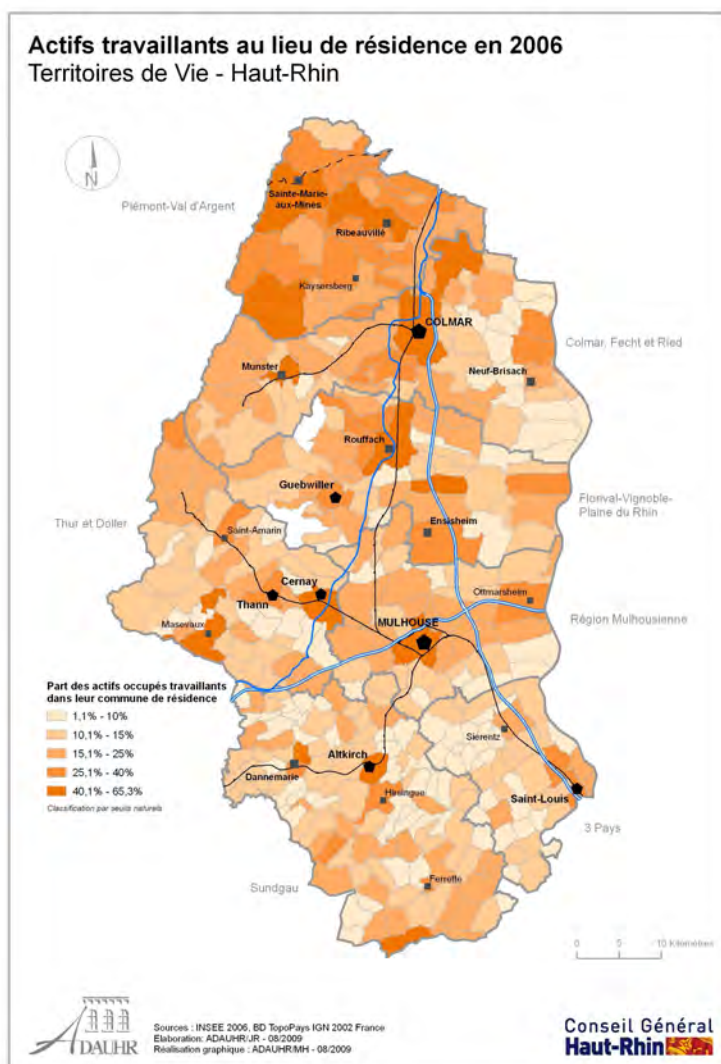 Actifs travaillants au lieu de résidence en 2006
Territoires de Vie - Haut-Rhin
N
Piémont-Val d'Argent
Sainte-Marie-
aux-Mines
Ribeauvillé
Kaysersberg
COLMAR
Colmar, Fecht et Ried
Munster
Neuf-Brisach
Rouffach
Guebwiller
Florival-Vignoble-
Plaine du Rhin
Thur et Doller
Saint-Amarin
Ensisheim
Cernay
Thann
Ottmarsheim
Région Mulhousienne
Masevaux
MULHOUSE
Part des actifs occupés travaillants
dans leur commune de résidence
1,1% - 10%
10,1% - 15%
15,1% - 25%
25,1% - 40%
40,1% - 65,3%
Classification par seuils naturels
Sierentz
Altkirch
Dannemarie
Hirsingue
Saint-Louis
3 Pays
Sundgau
Ferrette
0 5 10 Kilomètres
ADAUHR
Sources : INSEE 2006, BD TopoPays IGN 2002 France
Elaboration: ADAUHR/JR - 08/2009
Réalisation graphique : ADAUHR/MH - 08/2009
Conseil Général
Haut-Rhin